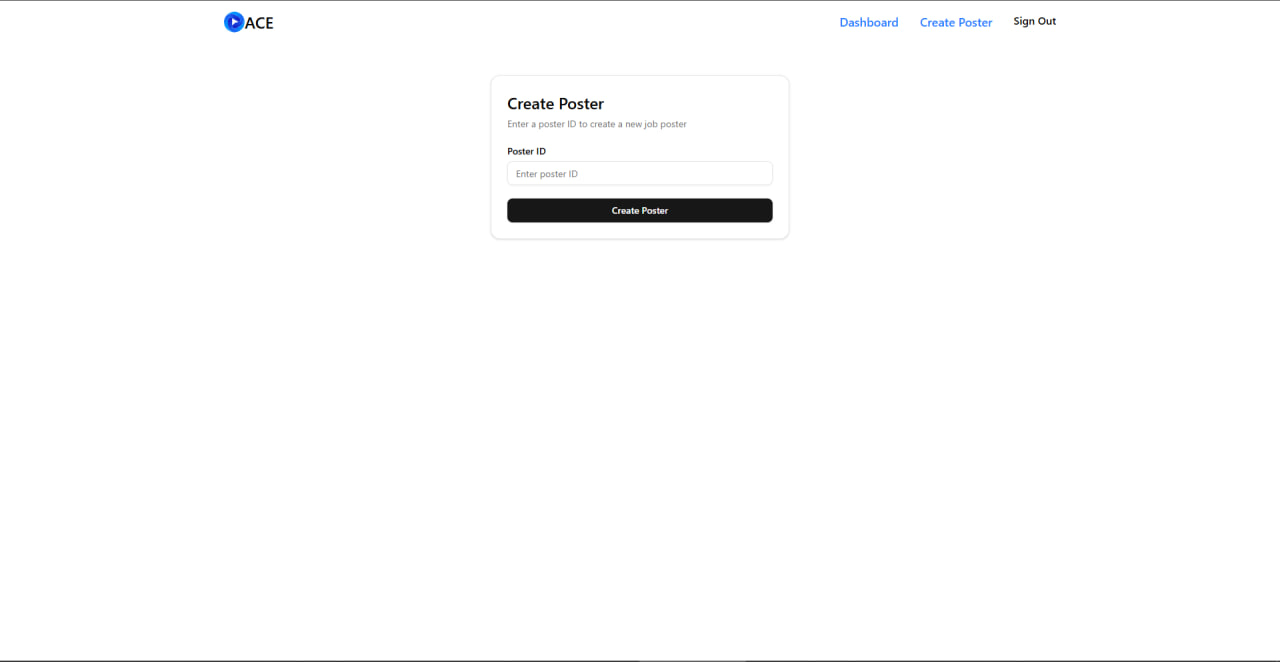 ACE
Dashboard
Create Poster
Sign Out
Create Poster
Enter a poster ID to create a new job poster
Poster ID
Enter poster ID
Create Poster